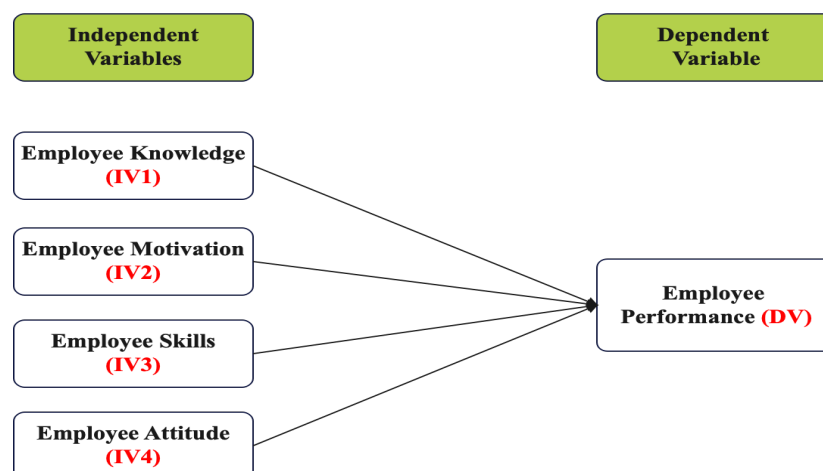 Independent
Variables
Dependent
Variable
Employee Knowledge
(IV1)
Employee Motivation
(IV2)
Employee Skills
(IV3)
Employee Attitude
(IV4)
Employee
Performance (DV)